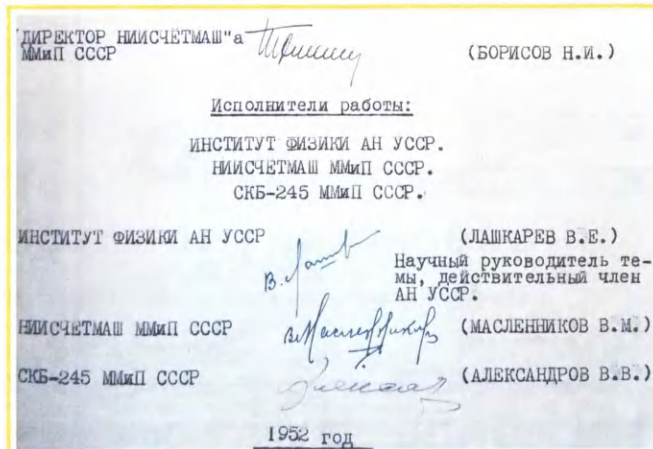 ДИРЕКТОР НИИСЧЁТМАШ"а
ММиП СССР
(БОРИСОВ Н.И.)
Исполнители работы:
ИНСТИТУТ ФИЗИКИ АН УССР.
НИИСЧЕТМАШ ММиП СССР.
СКБ-245 ММиП СССР.
ИНСТИТУТ ФИЗИКИ АН УССР
(ЛАШКАРЕВ В.Е.)
Научный руководитель те-
мы, действительный член
АН УССР.
НИИСЧЕТМАШ ММиП СССР
(МАСЛЕННИКОВ В.М.)
СКБ-245 ММиП СССР
(АЛЕКСАНДРОВ В.В.)
1952 год